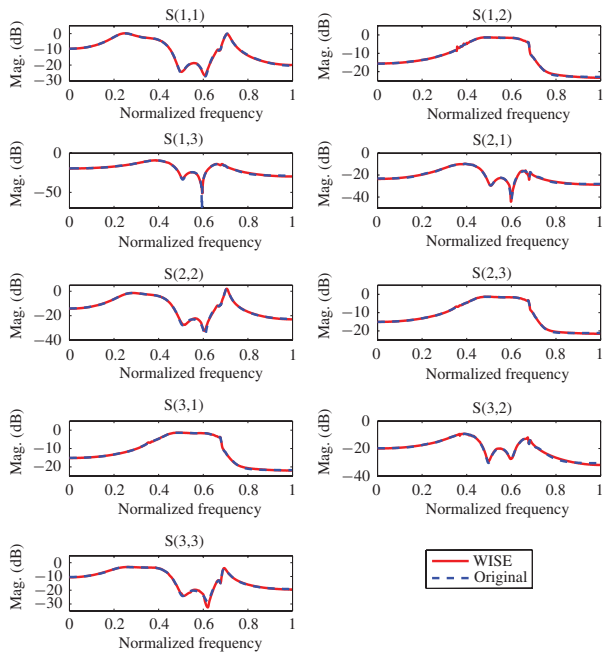 S(1,1)
Mag. (dB)
0
−10
−20
−30
0 0.2 0.4 0.6 0.8 1
Normalized frequency
S(1,2)
Mag. (dB)
0
−10
−20
0 0.2 0.4 0.6 0.8 1
Normalized frequency
S(1,3)
Mag. (dB)
0
−50
0 0.2 0.4 0.6 0.8 1
Normalized frequency
S(2,1)
Mag. (dB)
0
−20
−40
0 0.2 0.4 0.6 0.8 1
Normalized frequency
S(2,2)
Mag. (dB)
0
−20
−40
0 0.2 0.4 0.6 0.8 1
Normalized frequency
S(2,3)
Mag. (dB)
0
−10
−20
0 0.2 0.4 0.6 0.8 1
Normalized frequency
S(3,1)
Mag. (dB)
0
−10
−20
0 0.2 0.4 0.6 0.8 1
Normalized frequency
S(3,2)
Mag. (dB)
0
−20
−40
0 0.2 0.4 0.6 0.8 1
Normalized frequency
S(3,3)
Mag. (dB)
0
−10
−20
−30
0 0.2 0.4 0.6 0.8 1
Normalized frequency
WISE
Original